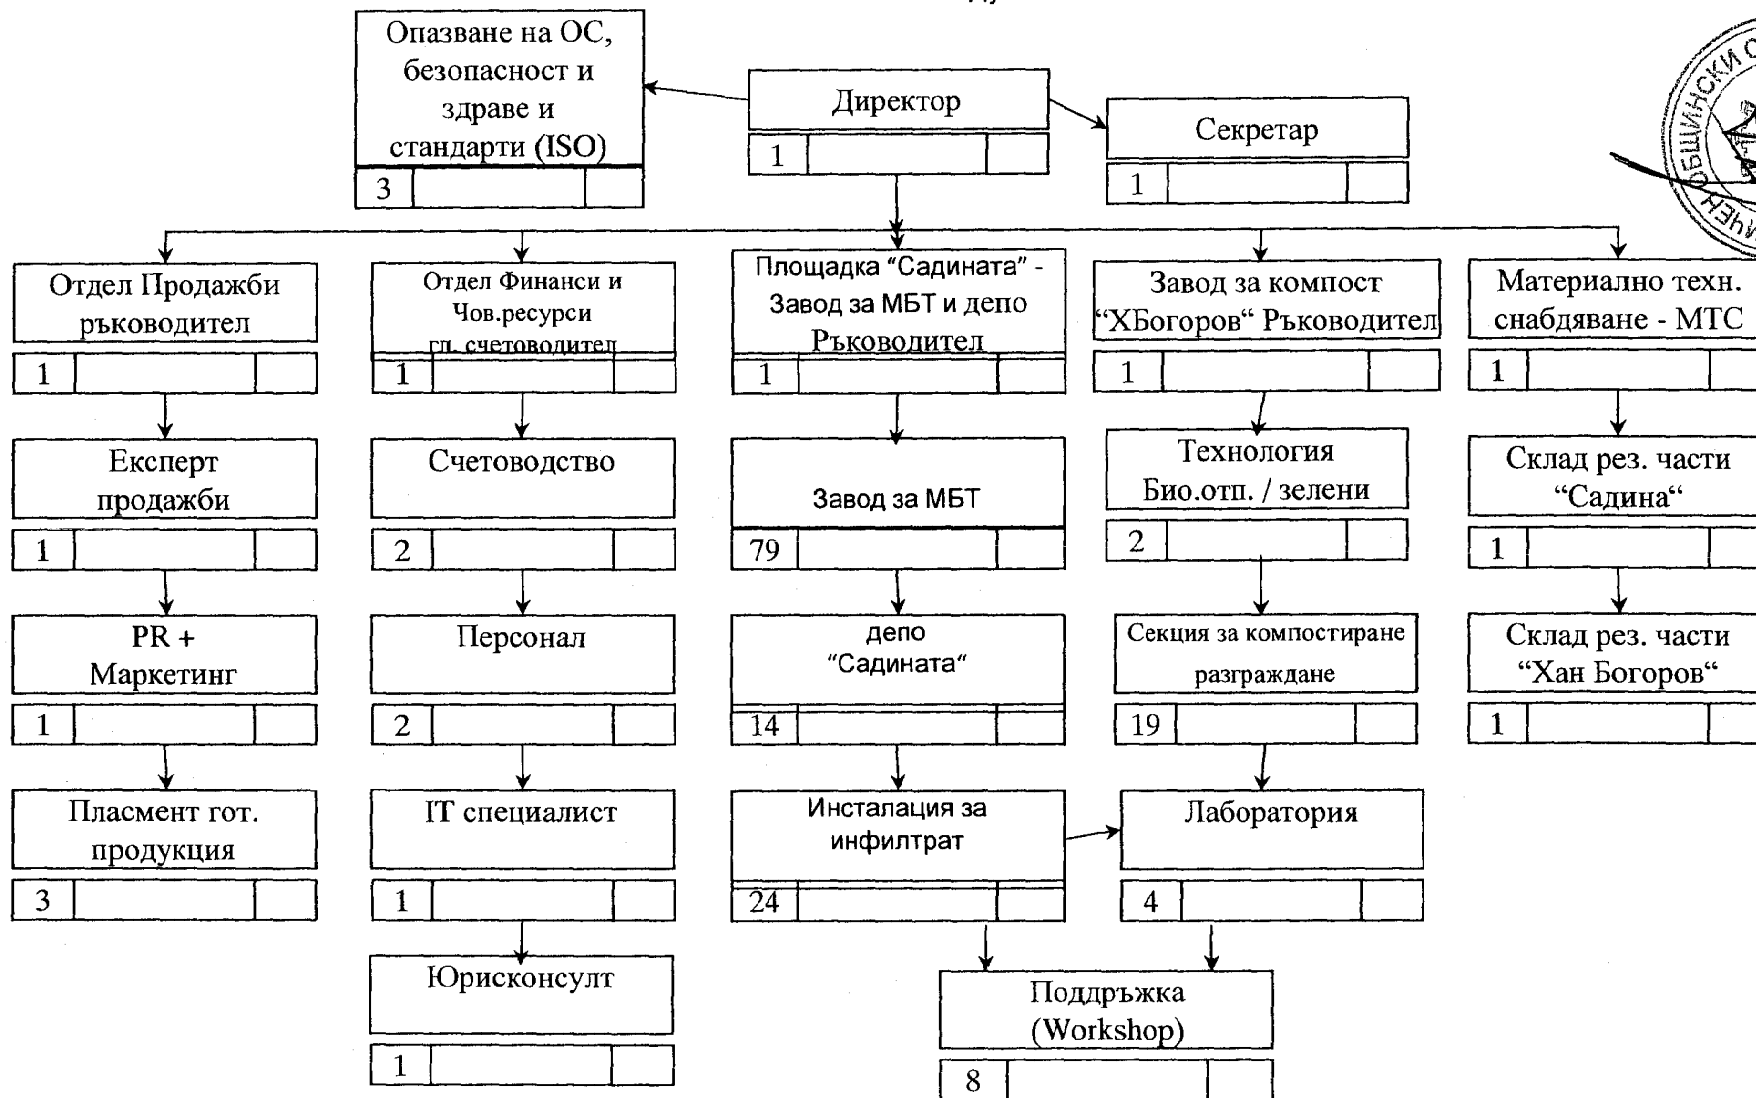 Опазване на ОС,
безопасност и
здраве и
стандарти (ISO)
3
Директор
1
Секретар
1
ОБЩИНСКИ
Отдел Продажби
ръководител
1
Отдел Финанси и
Чов.ресурси
гл. счетоводител
1
Площадка "Садината" -
Завод за МБТ и депо
Ръководител
1
Завод за компост
“ХБогоров“ Ръководител
1
Материално техн.
снабдяване - МТС
1
Експерт
продажби
1
Счетоводство
2
Завод за МБТ
79
Технология
Био.отп. / зелени
2
Склад рез. части
“Садина“
1
PR +
Маркетинг
1
Персонал
2
депо
"Садината"
14
Секция за компостиране
разграждане
19
Склад рез. части
“Хан Богоров“
1
Пласмент гот.
продукция
3
IT специалист
1
Инсталация за
инфилтрат
24
Лаборатория
4
Юрисконсулт
1
Поддръжка
(Workshop)
8